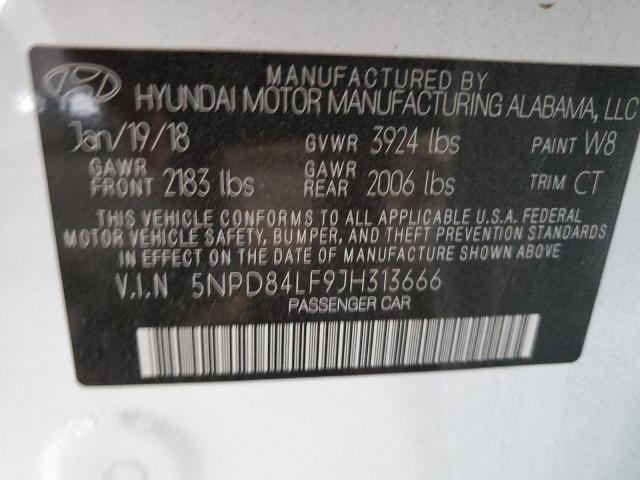 MANUFACTURED BY
HYUNDAI MOTOR MANUFACTURING ALABAMA, LLC
Jan/19/18 GVWR 3924 lbs PAINT W8
GAWR FRONT 2183 lbs GAWR REAR 2006 lbs TRIM CT
THIS VEHICLE CONFORMS TO ALL APPLICABLE U.S.A. FEDERAL
MOTOR VEHICLE SAFETY, BUMPER, AND THEFT PREVENTION STANDARDS
IN EFFECT ON THE DATE OF MANUFACTURE SHOWN ABOVE
V.I.N 5NPD84LF9JH313666
PASSENGER CAR